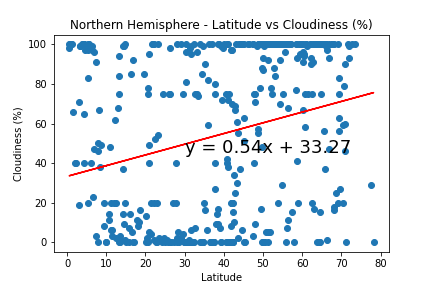 Northern Hemisphere - Latitude vs Cloudiness (%)
Cloudiness (%)
100
80
60
40
20
0
y = 0.54x + 33.27
0 10 20 30 40 50 60 70 80
Latitude